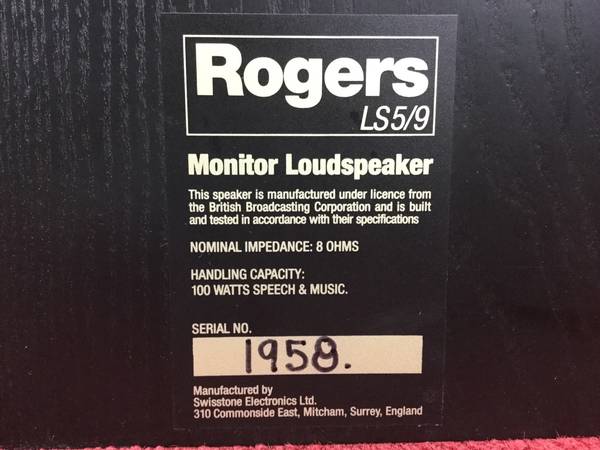 Rogers
LS5/9
Monitor Loudspeaker
This speaker is manufactured under licence from
the British Broadcasting Corporation and is built
and tested in accordance with their specifications
NOMINAL IMPEDANCE: 8 OHMS
HANDLING CAPACITY:
100 WATTS SPEECH & MUSIC.
SERIAL NO.
1958.
Manufactured by
Swisstone Electronics Ltd.
310 Commonside East, Mitcham, Surrey, England